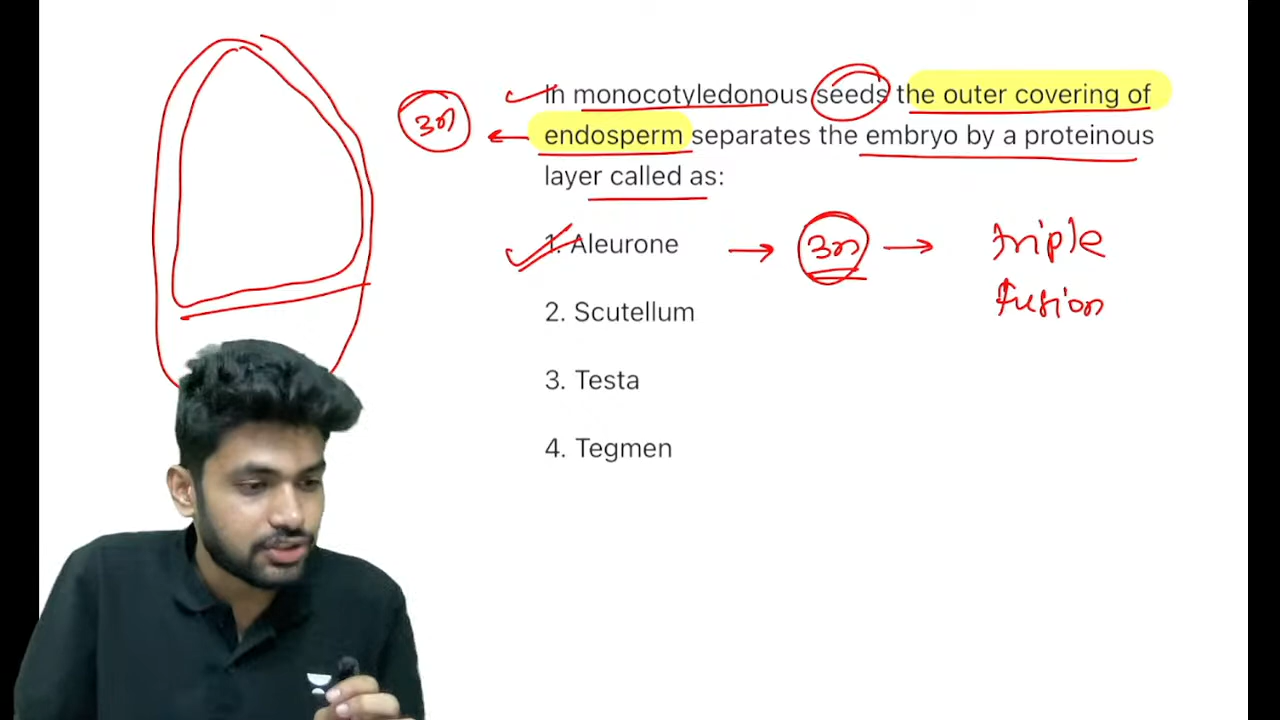 In monocotyledonous seeds the outer covering of
endosperm separates the embryo by a proteinous
layer called as:
3n
1. Aleurone → 3n → triple
fusion
2. Scutellum
3. Testa
4. Tegmen